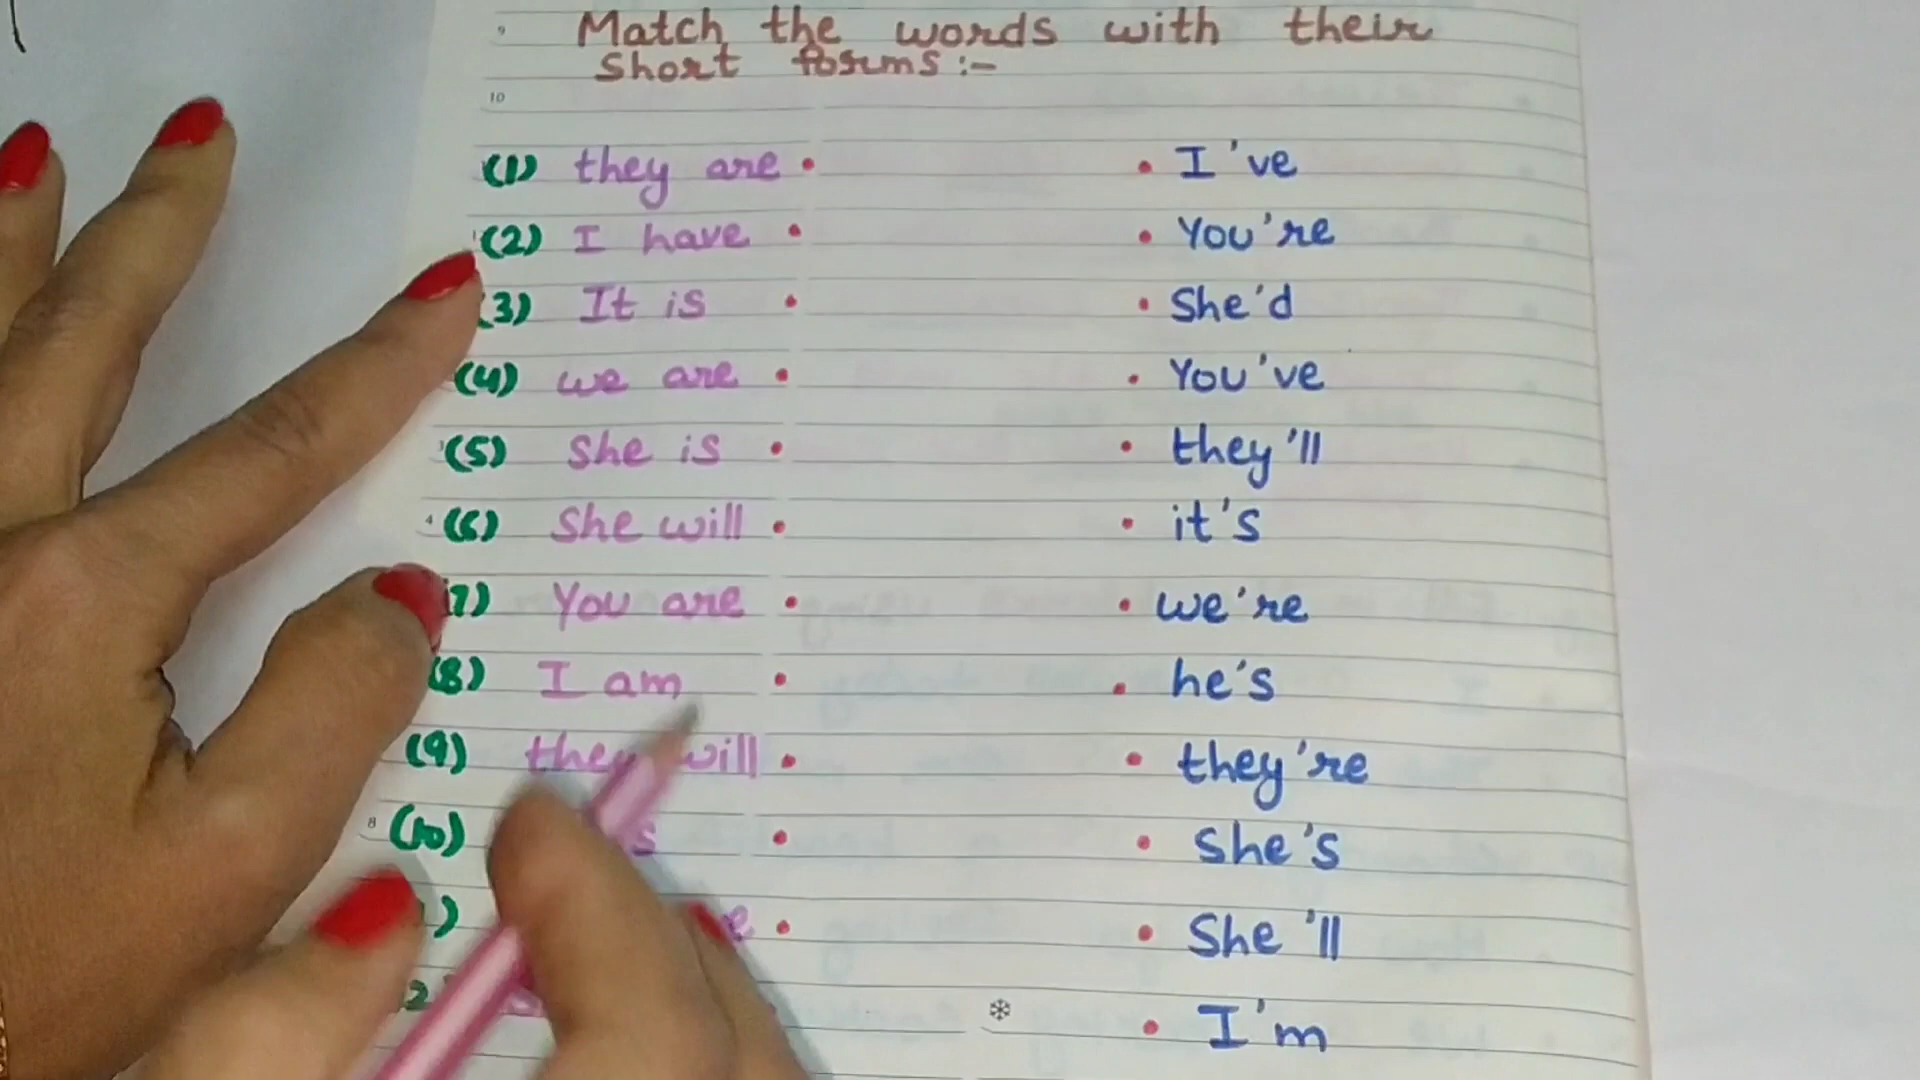 Match the words with their
Short forms :-
(1) they are • • I've
(2) I have • • You're
(3) It is • • She'd
(4) we are • • You've
(5) She is • • they'll
(6) She will • • it's
(7) You are • • we're
(8) I am • • he's
(9) they will • • they're
(10) • • She's
• • She'll
• I'm